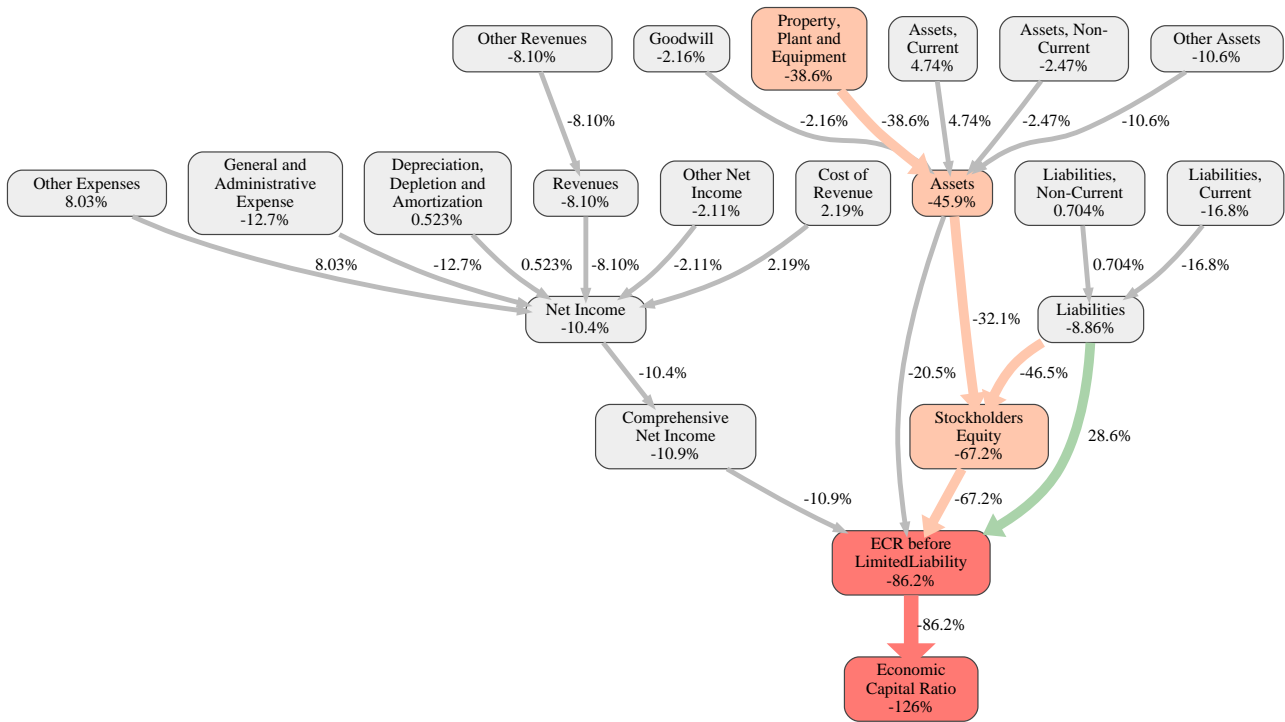 Other Revenues
-8.10%
Goodwill
-2.16%
Property,
Plant and
Equipment
-38.6%
Assets,
Current
4.74%
Assets, Non-
Current
-2.47%
Other Assets
-10.6%
-8.10%
-2.16%
-38.6%
4.74%
-2.47%
-10.6%
Other Expenses
8.03%
General and
Administrative
Expense
-12.7%
Depreciation,
Depletion and
Amortization
0.523%
Revenues
-8.10%
Other Net
Income
-2.11%
Cost of
Revenue
2.19%
Assets
-45.9%
Liabilities,
Non-Current
0.704%
Liabilities,
Current
-16.8%
8.03%
-12.7%
0.523%
-8.10%
-2.11%
2.19%
0.704%
-16.8%
Net Income
-10.4%
-32.1%
Liabilities
-8.86%
-10.4%
-20.5%
-46.5%
Comprehensive
Net Income
-10.9%
Stockholders
Equity
-67.2%
28.6%
-10.9%
-67.2%
ECR before
LimitedLiability
-86.2%
-86.2%
Economic
Capital Ratio
-126%